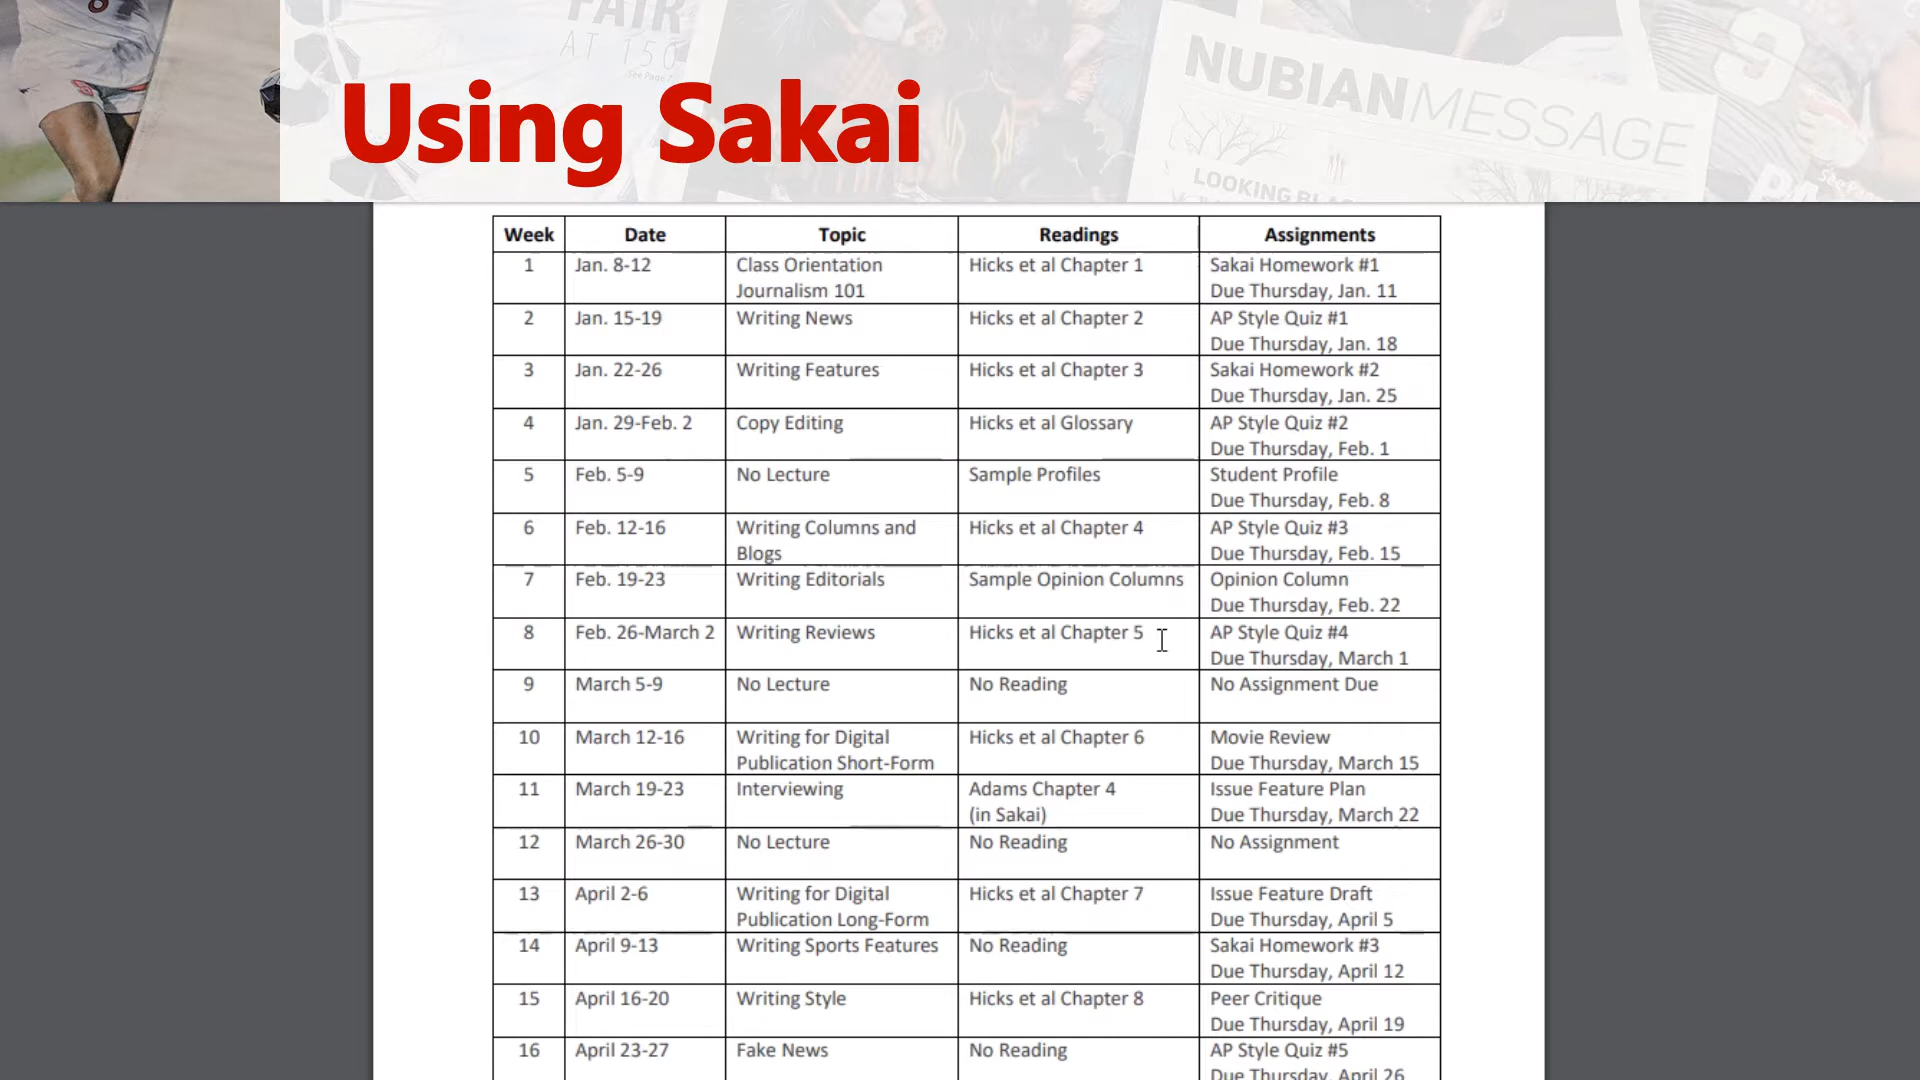 FAIR
AT 150
See Page 7
NUBIAN MESSAGE
LOOKING BLAC
Using Sakai
Week Date Topic Readings Assignments
1 Jan. 8-12 Class Orientation Hicks et al Chapter 1 Sakai Homework #1
Journalism 101 Due Thursday, Jan. 11
2 Jan. 15-19 Writing News Hicks et al Chapter 2 AP Style Quiz #1
Due Thursday, Jan. 18
3 Jan. 22-26 Writing Features Hicks et al Chapter 3 Sakai Homework #2
Due Thursday, Jan. 25
4 Jan. 29-Feb. 2 Copy Editing Hicks et al Glossary AP Style Quiz #2
Due Thursday, Feb. 1
5 Feb. 5-9 No Lecture Sample Profiles Student Profile
Due Thursday, Feb. 8
6 Feb. 12-16 Writing Columns and Hicks et al Chapter 4 AP Style Quiz #3
Blogs Due Thursday, Feb. 15
7 Feb. 19-23 Writing Editorials Sample Opinion Columns Opinion Column
Due Thursday, Feb. 22
8 Feb. 26-March 2 Writing Reviews Hicks et al Chapter 5 AP Style Quiz #4
Due Thursday, March 1
9 March 5-9 No Lecture No Reading No Assignment Due
10 March 12-16 Writing for Digital Hicks et al Chapter 6 Movie Review
Publication Short-Form Due Thursday, March 15
11 March 19-23 Interviewing Adams Chapter 4 Issue Feature Plan
(in Sakai) Due Thursday, March 22
12 March 26-30 No Lecture No Reading No Assignment
13 April 2-6 Writing for Digital Hicks et al Chapter 7 Issue Feature Draft
Publication Long-Form Due Thursday, April 5
14 April 9-13 Writing Sports Features No Reading Sakai Homework #3
Due Thursday, April 12
15 April 16-20 Writing Style Hicks et al Chapter 8 Peer Critique
Due Thursday, April 19
16 April 23-27 Fake News No Reading AP Style Quiz #5
Due Thursday, April 26